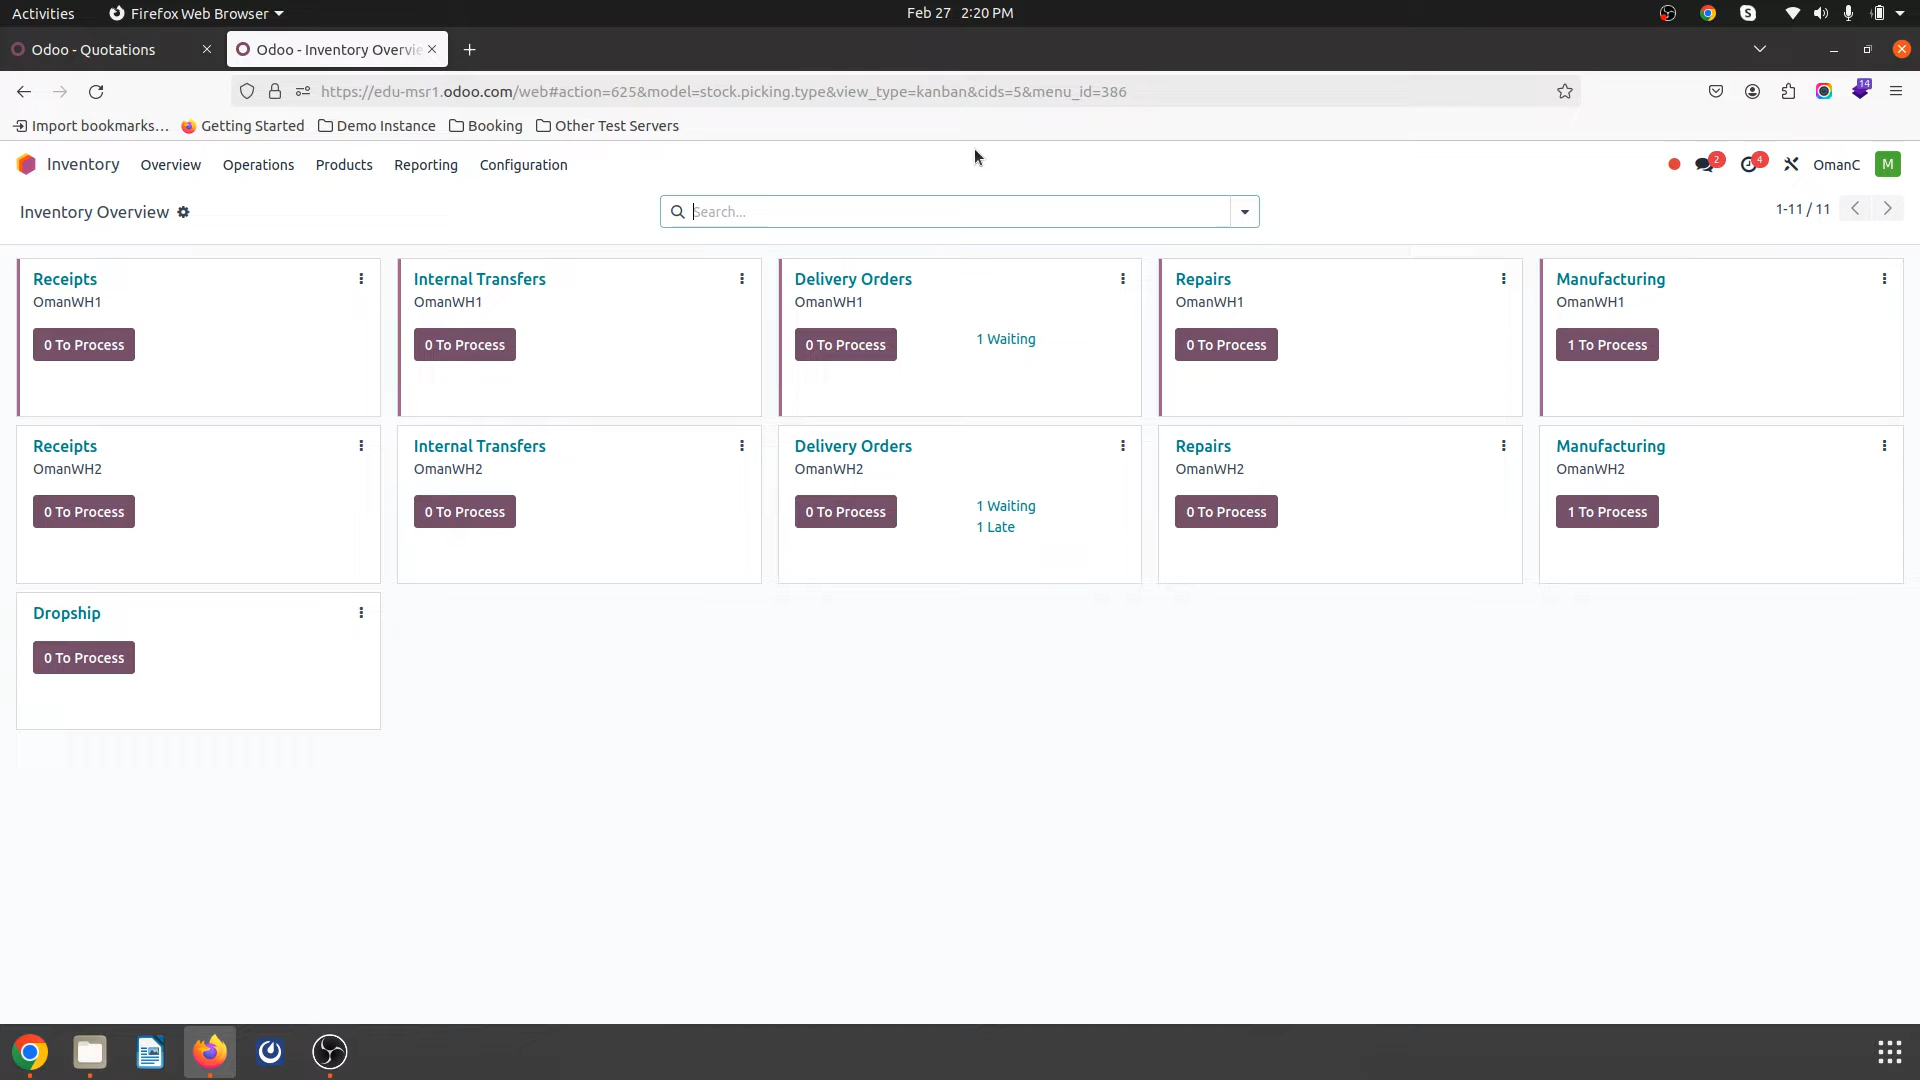 Activities Firefox Web Browser Feb 27 2:20 PM
Odoo - Quotations Odoo - Inventory Overvie
https://edu-msr1.odoo.com/web#action=625&model=stock.picking.type&view_type=kanban&cids=5&menu_id=386 14
Import bookmarks... Getting Started Demo Instance Booking Other Test Servers
Inventory Overview Operations Products Reporting Configuration 2 4 OmanC M
Inventory Overview Search... 1-11 / 11
Receipts Internal Transfers Delivery Orders Repairs Manufacturing
OmanWH1 OmanWH1 OmanWH1 OmanWH1 OmanWH1
0 To Process 0 To Process 0 To Process 1 Waiting 0 To Process 1 To Process
Receipts Internal Transfers Delivery Orders Repairs Manufacturing
OmanWH2 OmanWH2 OmanWH2 OmanWH2 OmanWH2
0 To Process 0 To Process 0 To Process 1 Waiting 0 To Process 1 To Process
1 Late
Dropship
0 To Process